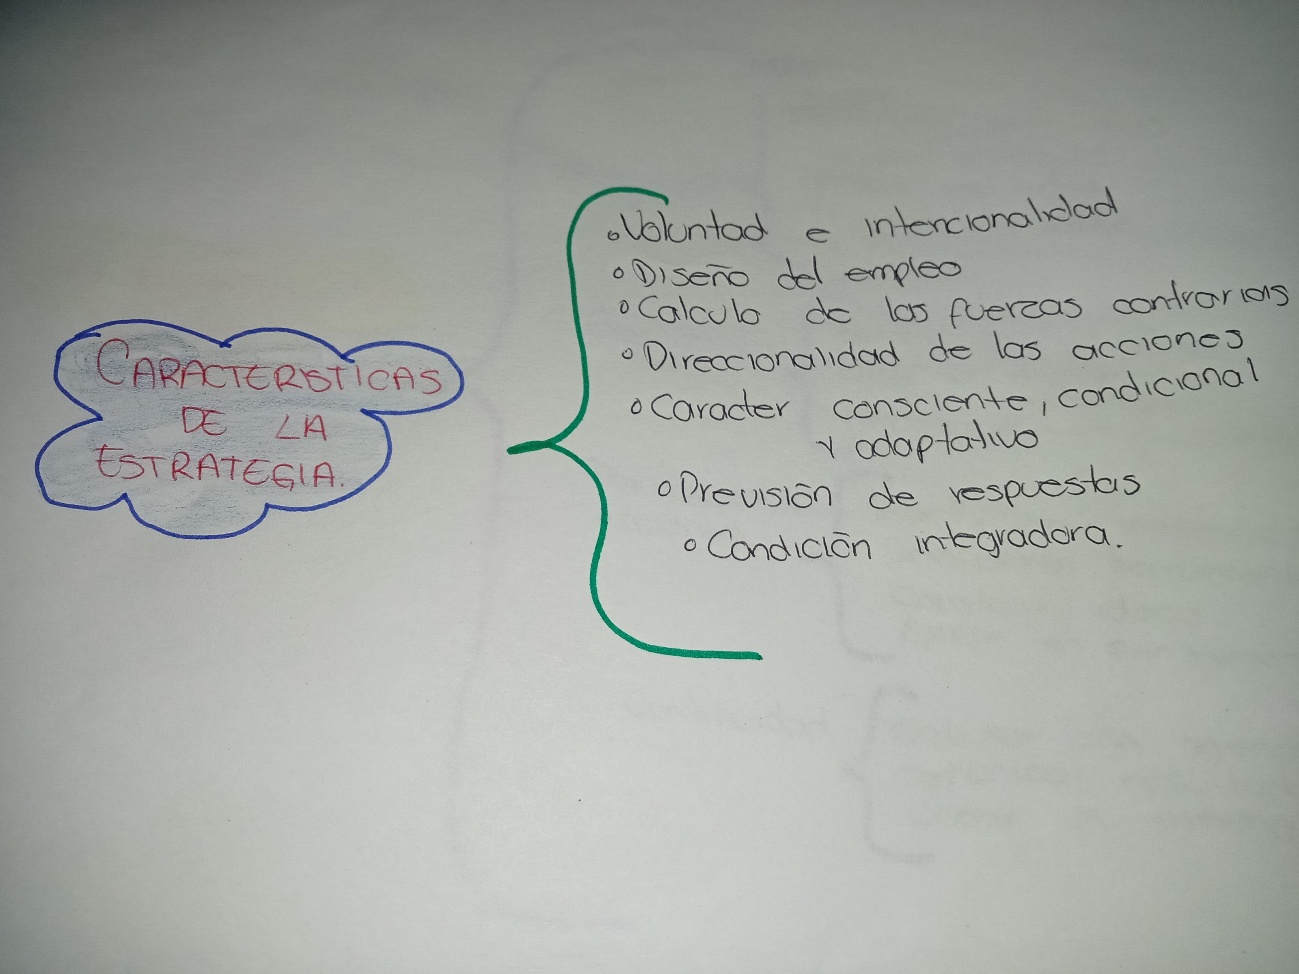 CARACTERISTICAS
DE LA
ESTRATEGIA.
Voluntad e intencionalidad
Diseño del empleo
Calculo de las fuerzas contrarias
Direccionalidad de las acciones
Caracter consciente, condicional
Y adaptativo
Previsión de respuestas
Condición integradora.